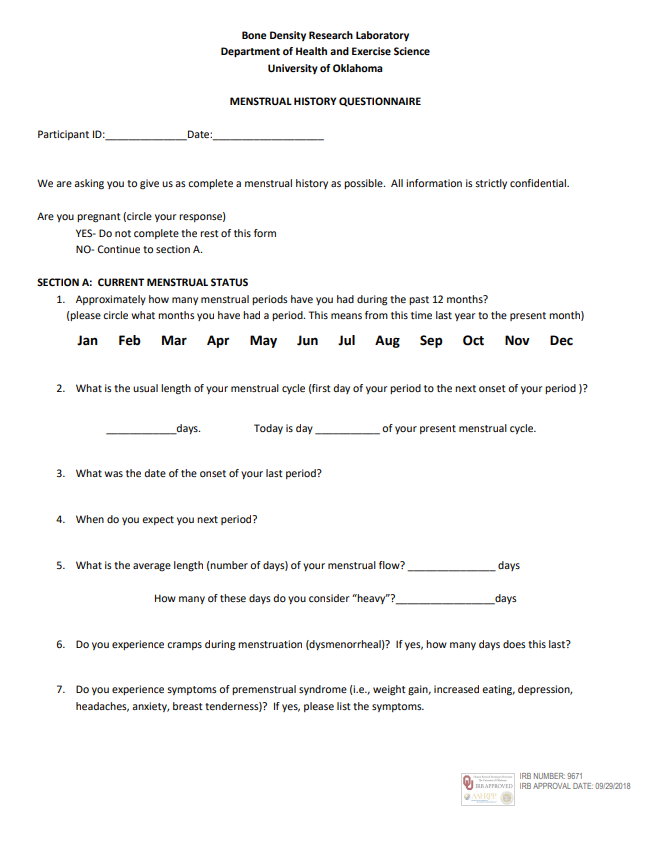 Bone Density Research Laboratory
Department of Health and Exercise Science
University of Oklahoma
MENSTRUAL HISTORY QUESTIONNAIRE
Participant ID:______________Date:___________________
We are asking you to give us as complete a menstrual history as possible.  All information is strictly confidential.
Are you pregnant (circle your response)
YES- Do not complete the rest of this form
NO- Continue to section A.
SECTION A:  CURRENT MENSTRUAL STATUS
1.  Approximately how many menstrual periods have you had during the past 12 months?
(please circle what months you have had a period. This means from this time last year to the present month)
Jan  Feb  Mar  Apr  May  Jun  Jul  Aug  Sep  Oct  Nov  Dec
2.  What is the usual length of your menstrual cycle (first day of your period to the next onset of your period )?
____________days.  Today is day ___________ of your present menstrual cycle.
3.  What was the date of the onset of your last period?
4.  When do you expect you next period?
5.  What is the average length (number of days) of your menstrual flow? _______________ days
How many of these days do you consider “heavy”?_________________days
6.  Do you experience cramps during menstruation (dysmenorrheal)?  If yes, how many days does this last?
7.  Do you experience symptoms of premenstrual syndrome (i.e., weight gain, increased eating, depression,
headaches, anxiety, breast tenderness)?  If yes, please list the symptoms.
IRB APPROVED
IRB NUMBER: 9671
IRB APPROVAL DATE: 09/29/2018